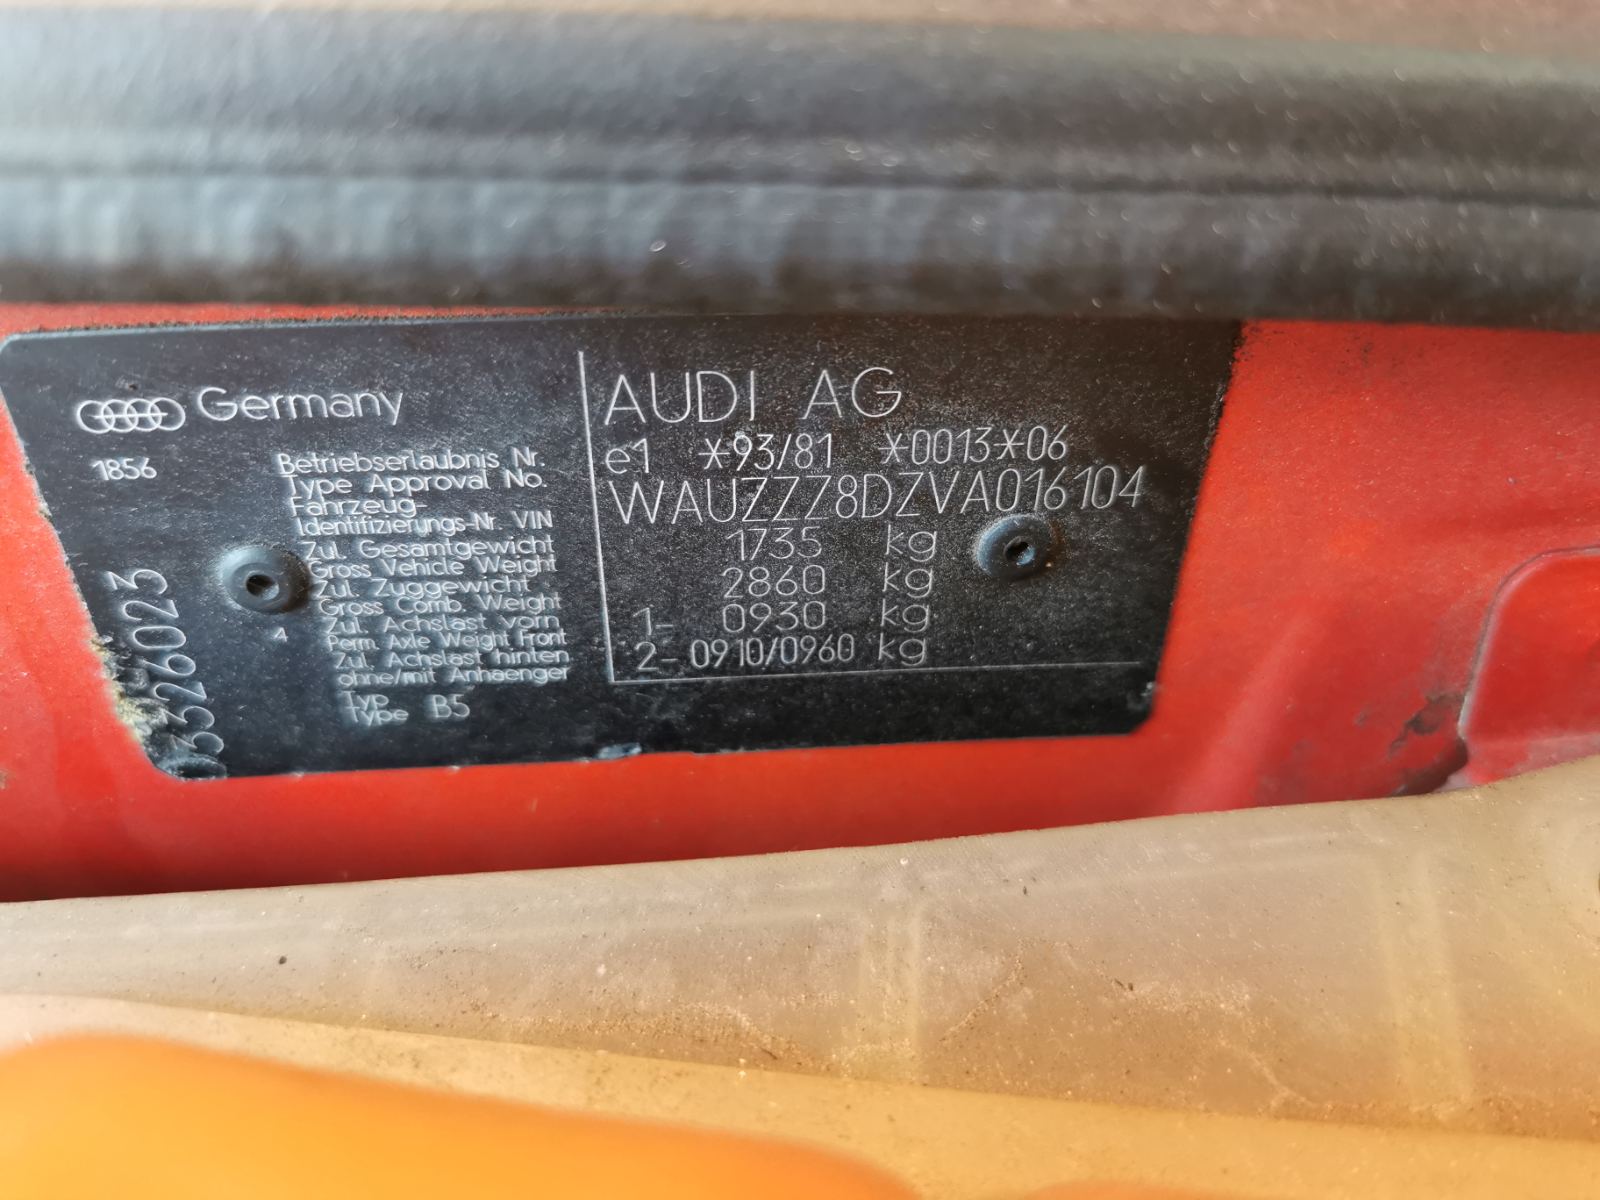 Germany
1856
AUDI AG
Betriebserlaubnis Nr.
Type Approval No.
e1 *93/81 *0013*06
Fahrzeug-
Identifizierungs-Nr. VIN
WAUZZZ8DZVA016104
Zul. Gesamtgewicht
Gross Vehicle Weight
1735 kg
Zul. Zuggewicht
Gross Comb. Weight
2860 kg
Zul. Achslast vorn
Perm. Axle Weight Front
1- 0930 kg
Zul. Achslast hinten
ohne/mit Anhaenger
2- 0910/0960 kg
Typ
Type B5
4